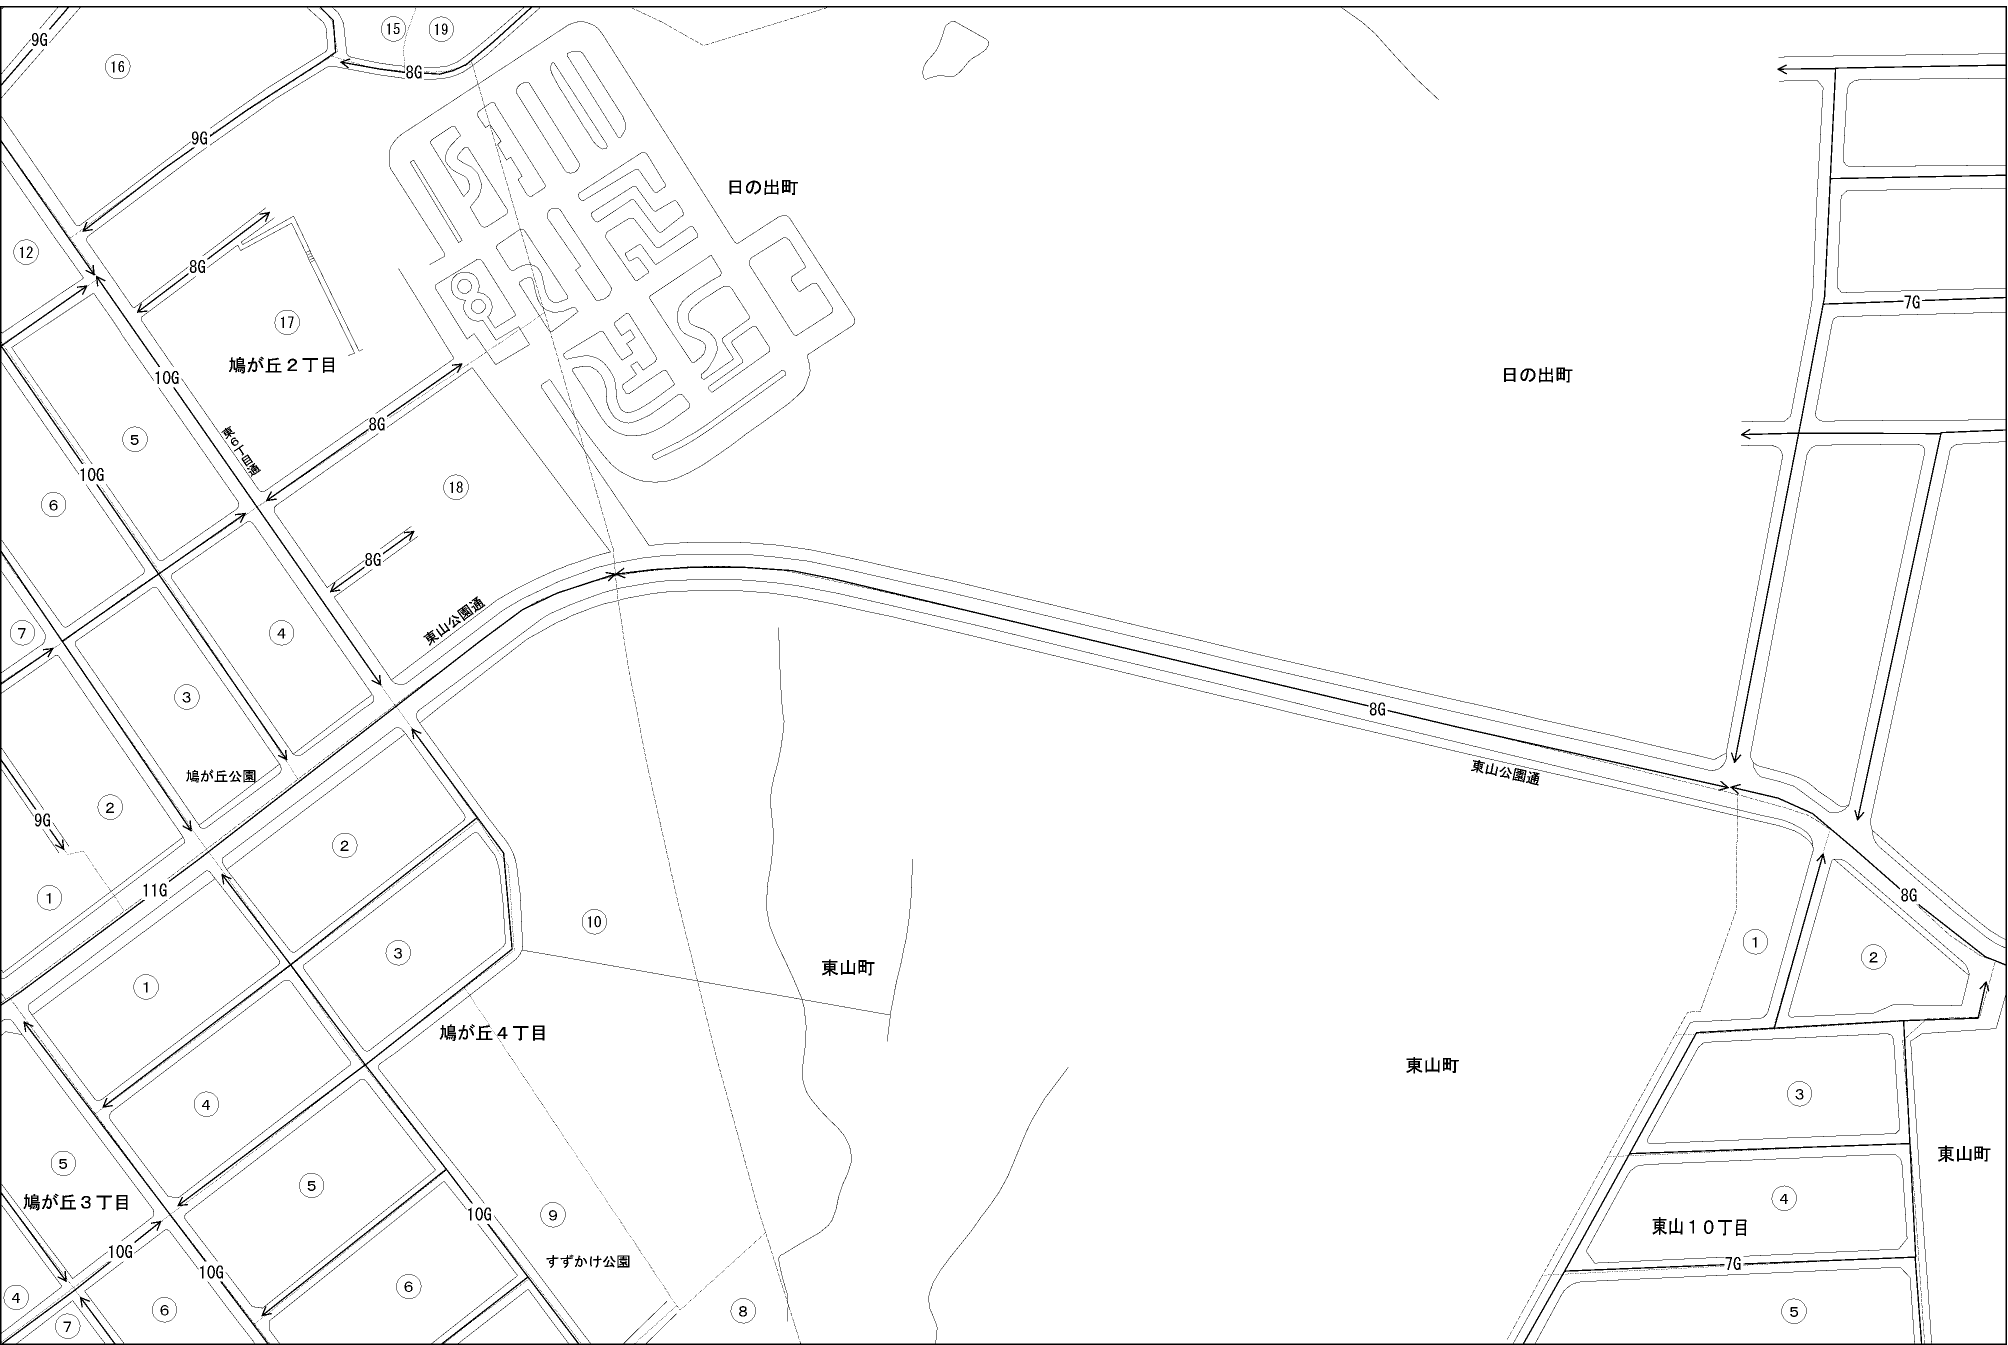 ⑮
⑲
9G
⑯
8G
9G
日の出町
⑫
8G
7G
⑰
鳩が丘２丁目
10G
日の出町
8G
⑤
東６丁目通
10G
⑱
⑥
8G
東山公園通
⑦
④
③
8G
東山公園通
鳩が丘公園
②
9G
②
11G
①
8G
⑩
①
③
②
東山町
①
鳩が丘４丁目
東山町
③
④
東山町
⑤
⑤
鳩が丘３丁目
④
⑨
10G
東山１０丁目
10G
すずかけ公園
7G
10G
⑥
④
⑥
⑧
⑤
⑦